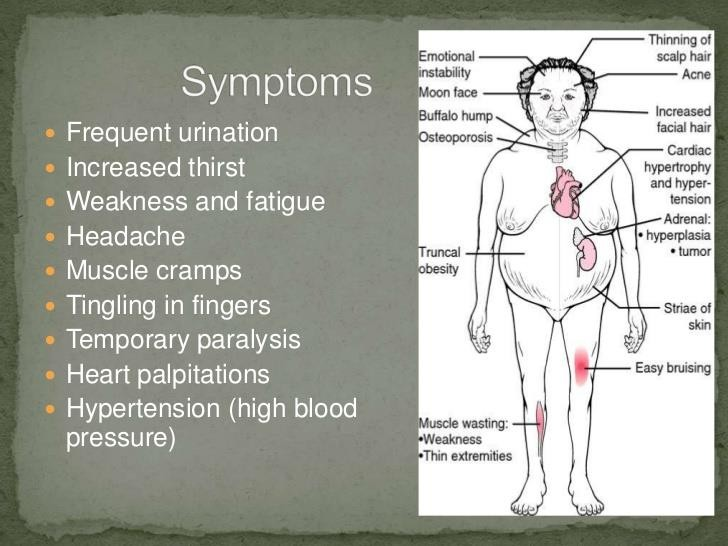 Symptoms
• Frequent urination
• Increased thirst
• Weakness and fatigue
• Headache
• Muscle cramps
• Tingling in fingers
• Temporary paralysis
• Heart palpitations
• Hypertension (high blood
pressure)
Emotional
instability
Moon face
Buffalo hump
Osteoporosis
Truncal
obesity
Muscle wasting:
•Weakness
•Thin extremities
Thinning of
scalp hair
Acne
Increased
facial hair
Cardiac
hypertrophy
and hyper-
tension
Adrenal:
• hyperplasia
• tumor
Striae of
skin
Easy bruising